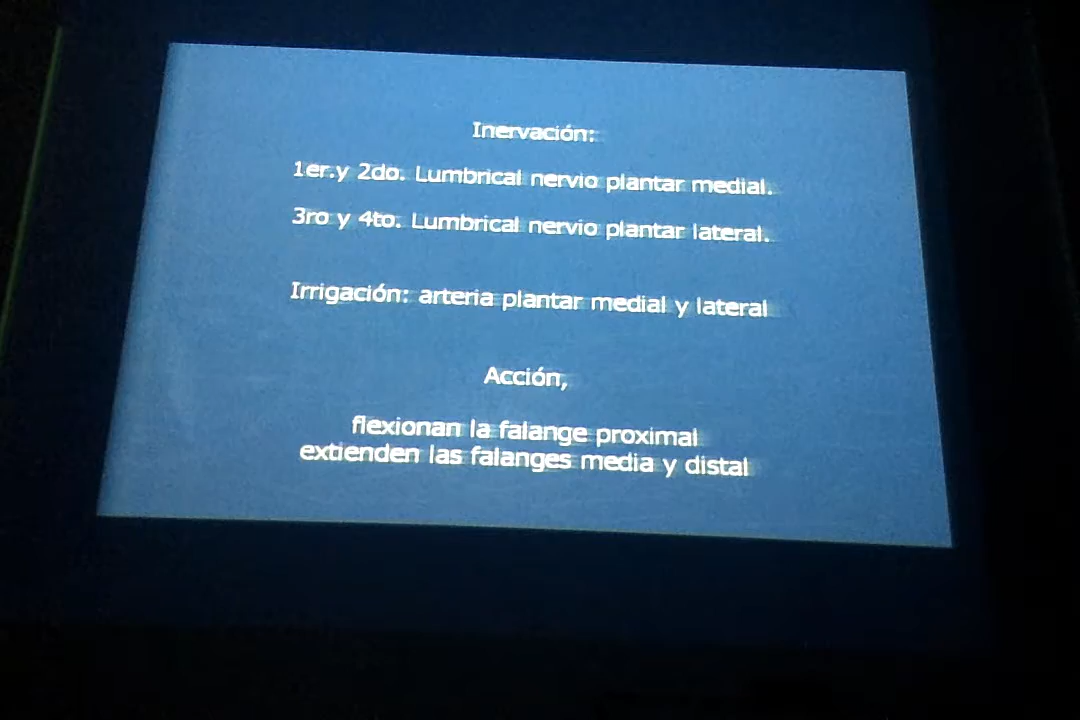 Inervación:
1er.y 2do. Lumbrical nervio plantar medial.
3ro y 4to. Lumbrical nervio plantar lateral.
Irrigación: arteria plantar medial y lateral
Acción,
flexionan la falange proximal
extienden las falanges media y distal